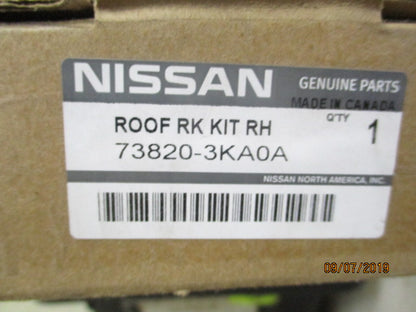 NISSAN
GENUINE PARTS
MADE IN CANADA
ROOF RK KIT RH
QTY
1
73820-3KA0A
NISSAN NORTH AMERICA, INC.
09/07/2019